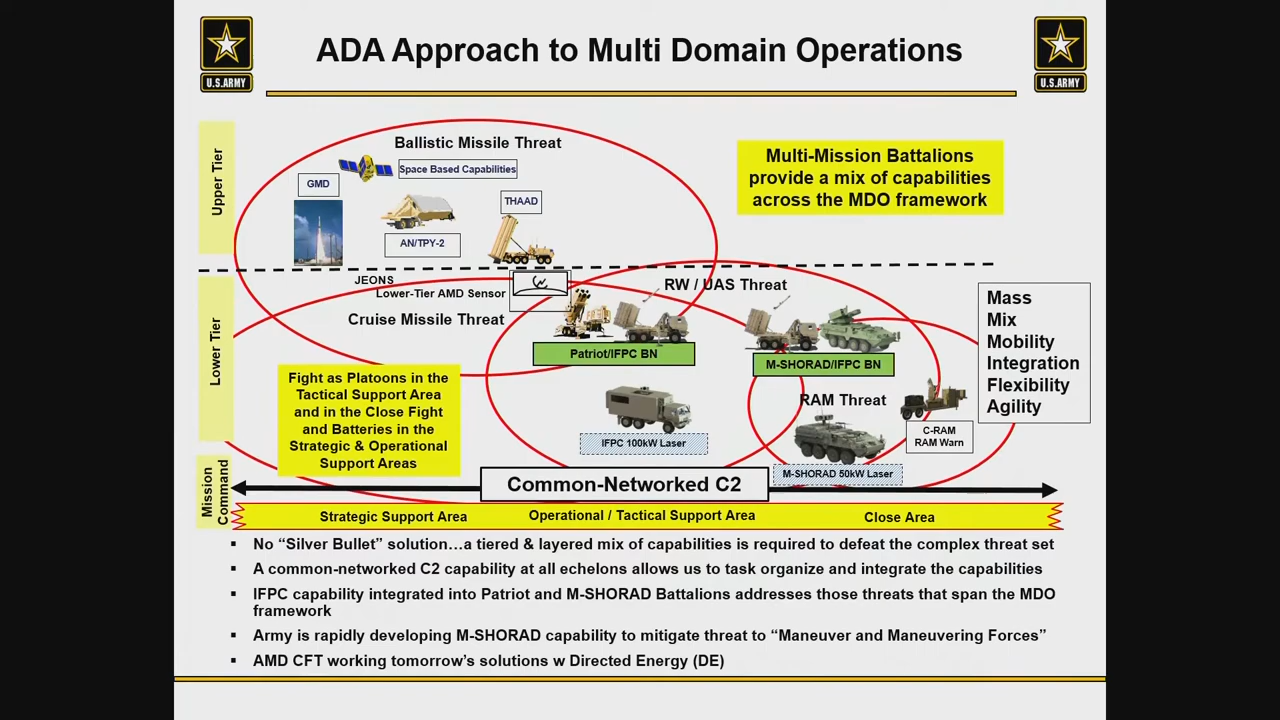 ADA Approach to Multi Domain Operations
U.S.ARMY
U.S.ARMY
Upper Tier
Ballistic Missile Threat
Space Based Capabilities
GMD
AN/TPY-2
THAAD
Multi-Mission Battalions
provide a mix of capabilities
across the MDO framework
Lower Tier
JEONS
Lower-Tier AMD Sensor
Cruise Missile Threat
RW / UAS Threat
Patriot/IFPC BN
M-SHORAD/IFPC BN
Mass
Mix
Mobility
Integration
Flexibility
Agility
Fight as Platoons in the
Tactical Support Area
and in the Close Fight
and Batteries in the
Strategic & Operational
Support Areas
IFPC 100kW Laser
RAM Threat
C-RAM
RAM Warn
M-SHORAD 50kW Laser
Mission
Command
Common-Networked C2
Strategic Support Area
Operational / Tactical Support Area
Close Area
▪ No “Silver Bullet” solution…a tiered & layered mix of capabilities is required to defeat the complex threat set
▪ A common-networked C2 capability at all echelons allows us to task organize and integrate the capabilities
▪ IFPC capability integrated into Patriot and M-SHORAD Battalions addresses those threats that span the MDO
framework
▪ Army is rapidly developing M-SHORAD capability to mitigate threat to “Maneuver and Maneuvering Forces”
▪ AMD CFT working tomorrow’s solutions w Directed Energy (DE)